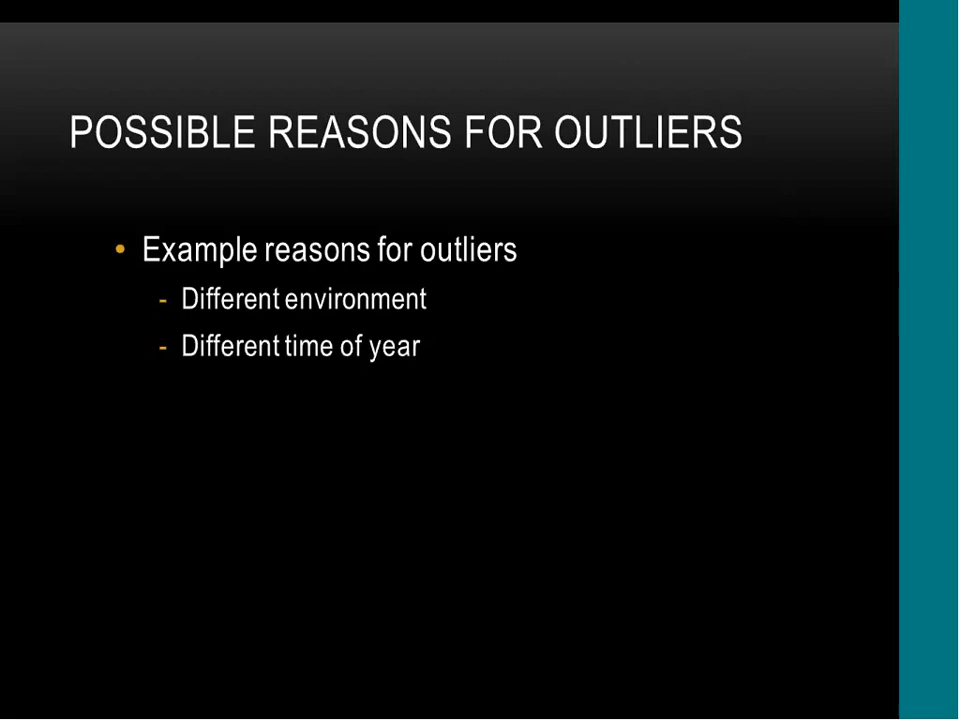 POSSIBLE REASONS FOR OUTLIERS
• Example reasons for outliers
- Different environment
- Different time of year